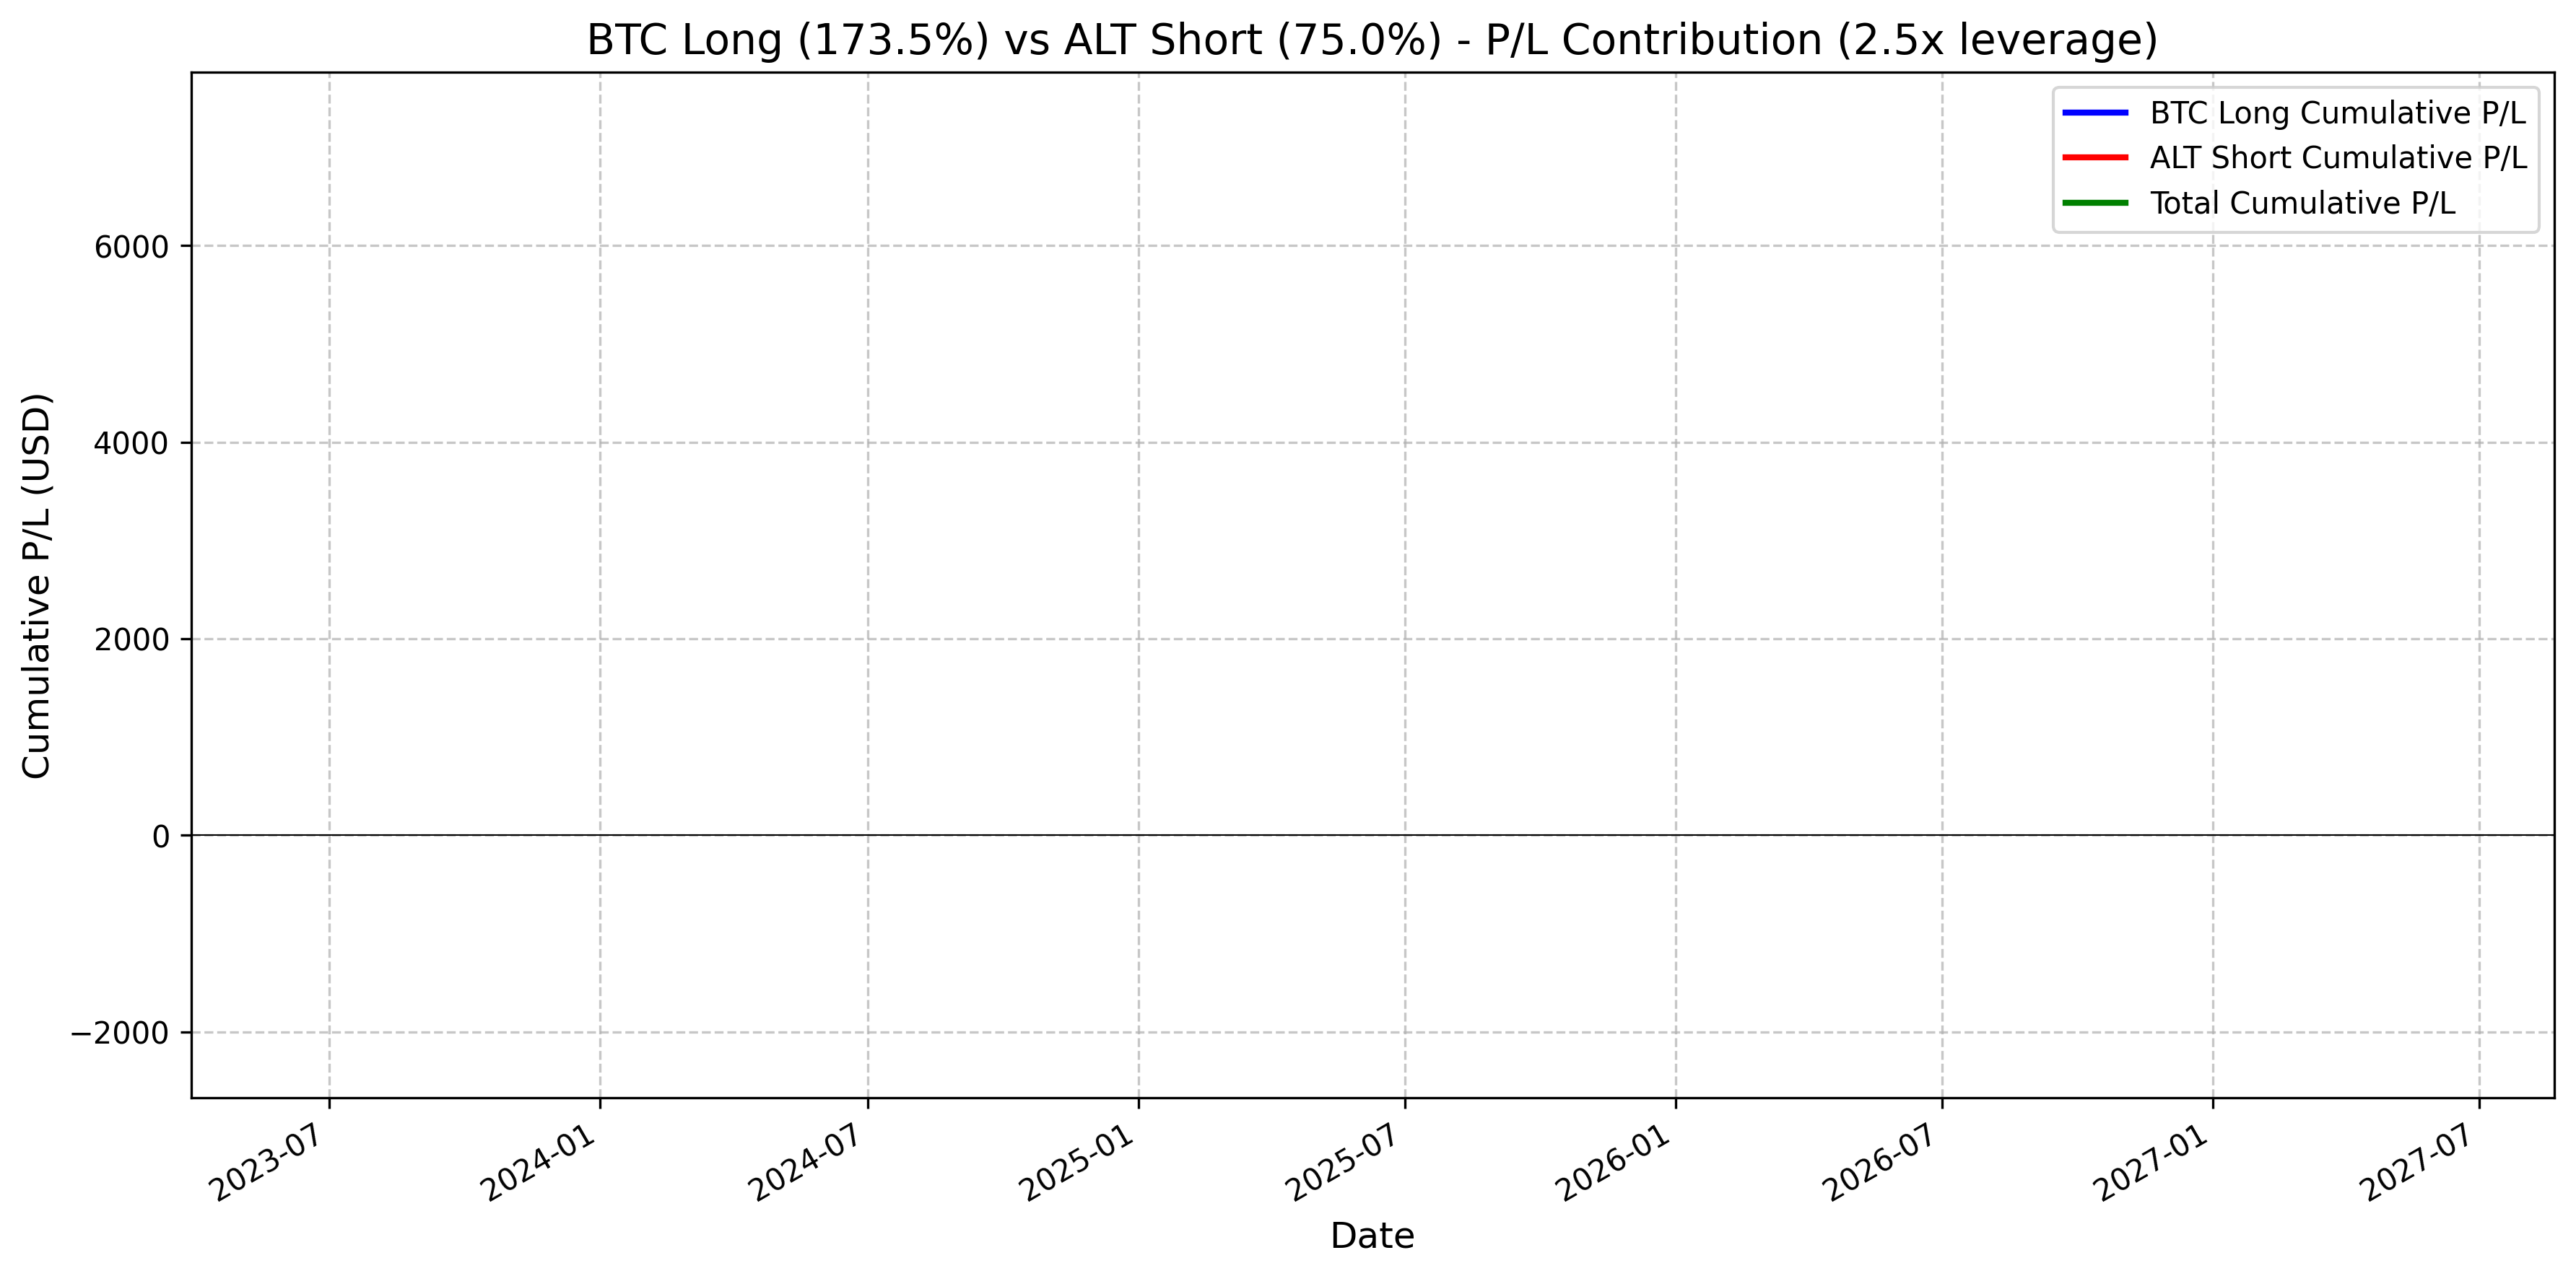 BTC Long (173.5%) vs ALT Short (75.0%) - P/L Contribution (2.5x leverage)
BTC Long Cumulative P/L
ALT Short Cumulative P/L
Total Cumulative P/L
Cumulative P/L (USD)
6000
4000
2000
0
−2000
2023-07
2024-01
2024-07
2025-01
2025-07
2026-01
2026-07
2027-01
2027-07
Date